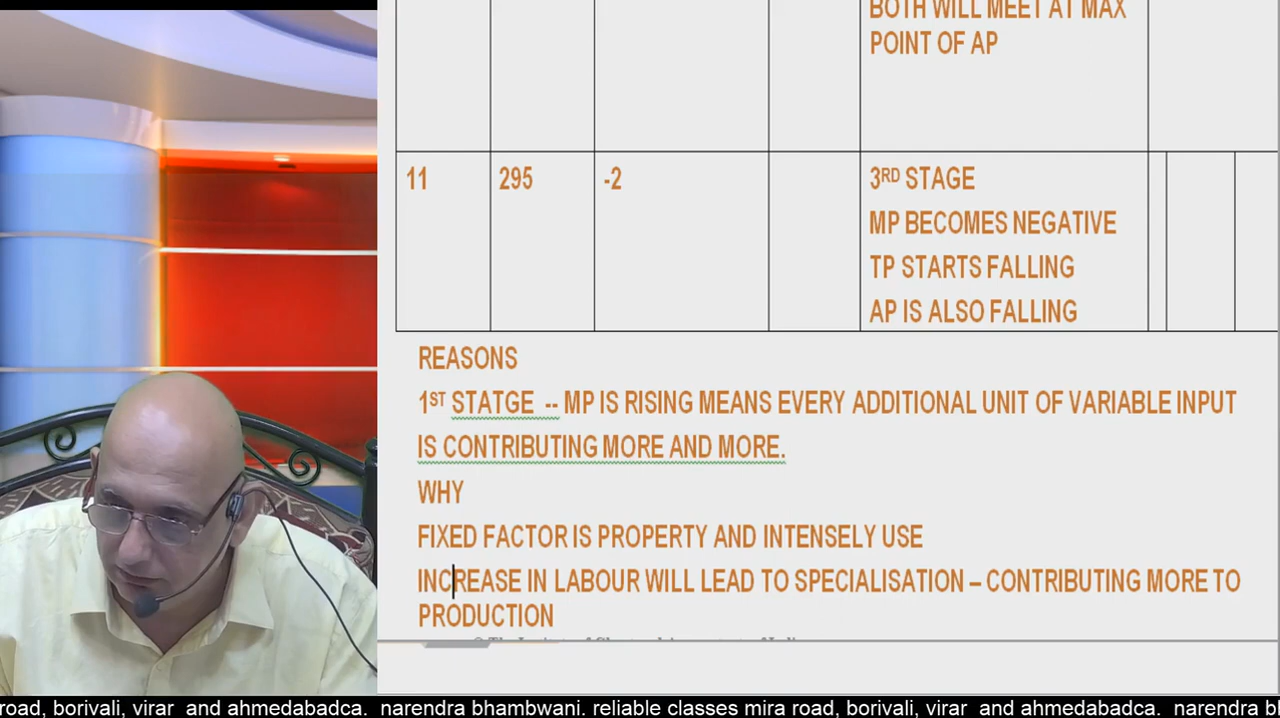 BOTH WILL MEET AT MAX
POINT OF AP
11 295 -2 3RD STAGE
MP BECOMES NEGATIVE
TP STARTS FALLING
AP IS ALSO FALLING
REASONS
1ST STATGE -- MP IS RISING MEANS EVERY ADDITIONAL UNIT OF VARIABLE INPUT
IS CONTRIBUTING MORE AND MORE.
WHY
FIXED FACTOR IS PROPERTY AND INTENSELY USE
INCREASE IN LABOUR WILL LEAD TO SPECIALISATION – CONTRIBUTING MORE TO
PRODUCTION
road, borivali, virar and ahmedabadca. narendra bhambwani. reliable classes mira road, borivali, virar and ahmedabadca. narendra b